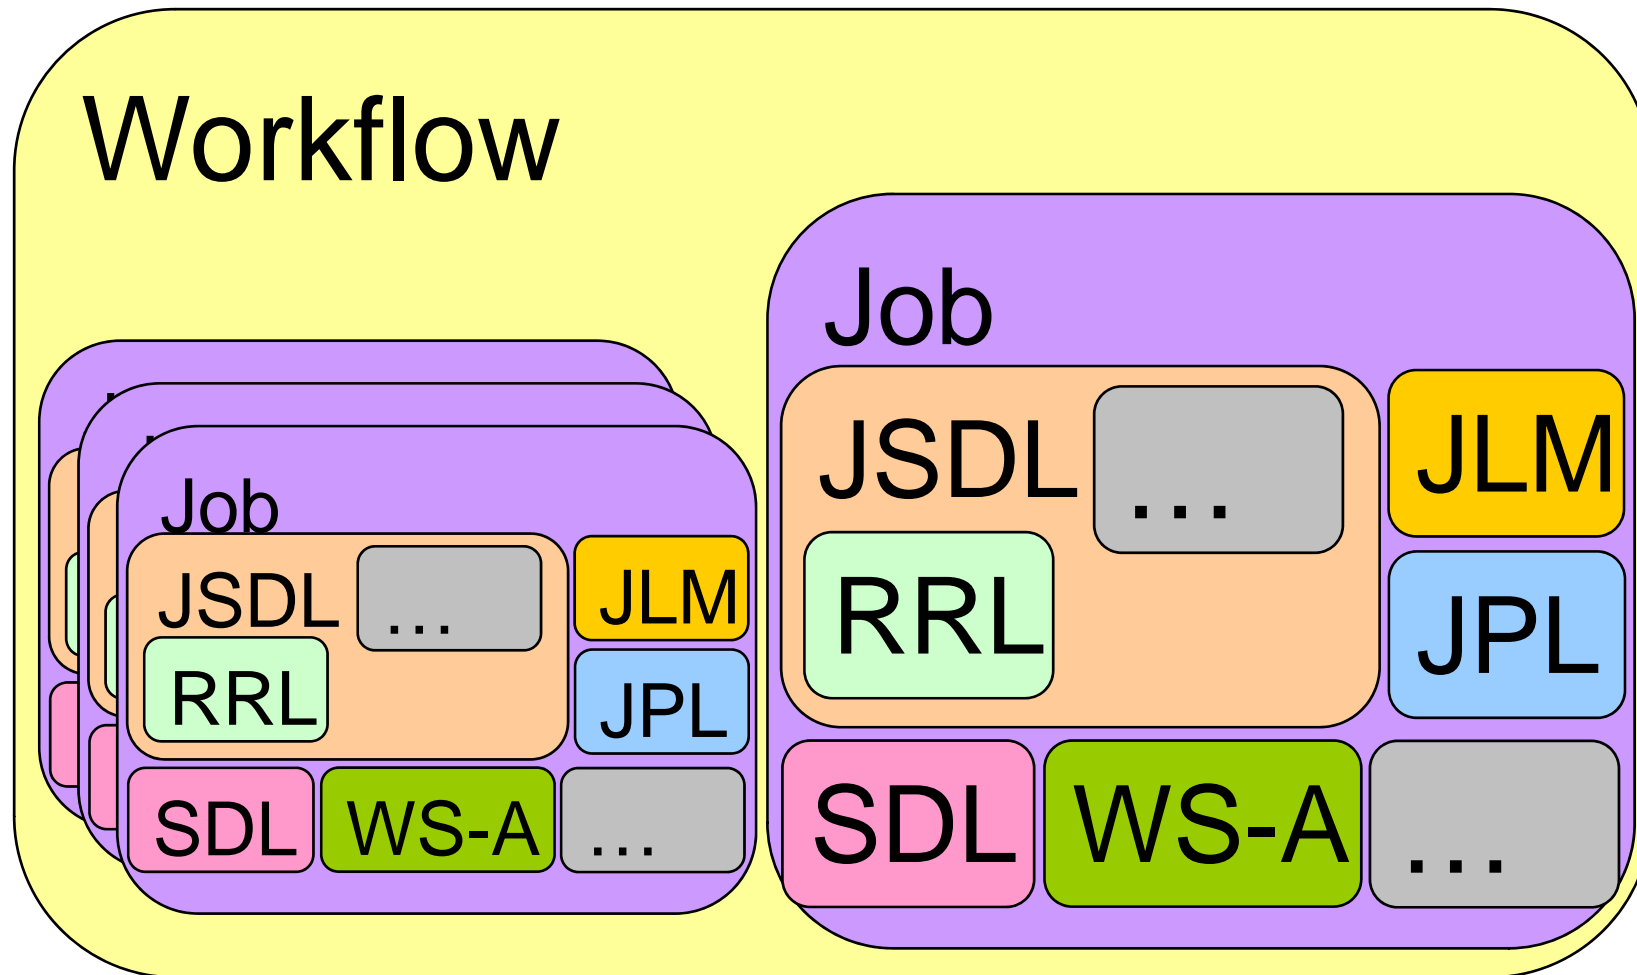 Workflow
Job
JSDL
...
JLM
RRL
JPL
SDL
WS-A
...
Job
JSDL
...
JLM
RRL
JPL
SDL
WS-A
...